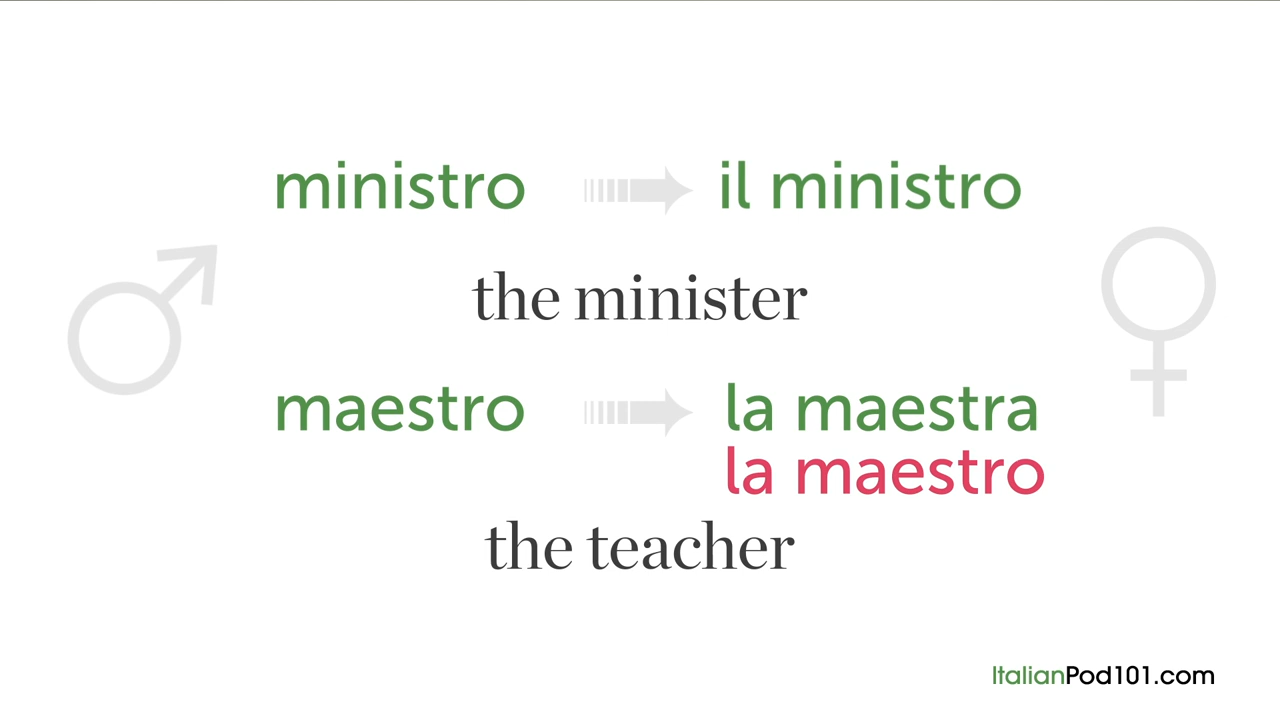 ministro il ministro
the minister
maestro la maestra
la maestro
the teacher
ItalianPod101.com